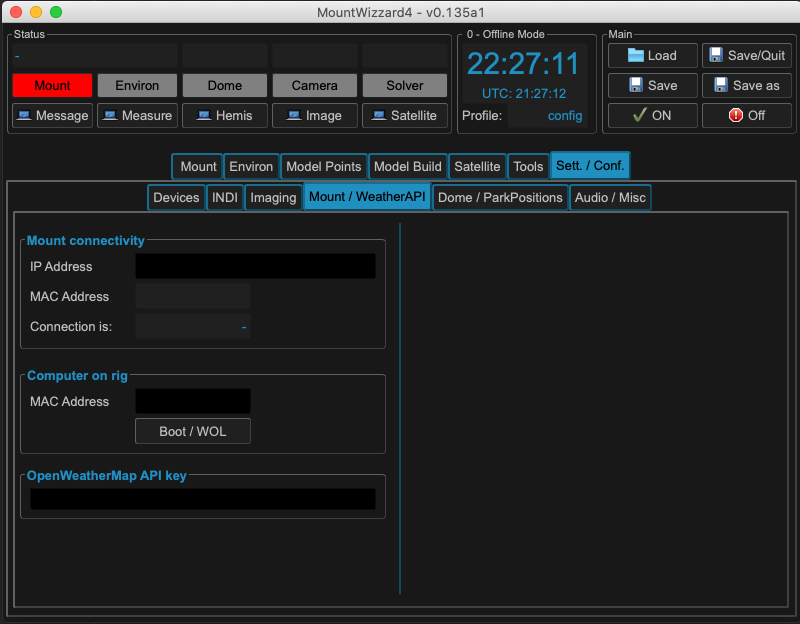 MountWizzard4 - v0.135a1
Status
-
Mount Environ Dome Camera Solver
Message Measure Hemis Image Satellite
0 - Offline Mode
22:27:11
UTC: 21:27:12
Profile: config
Main
Load Save/Quit
Save Save as
ON Off
Mount Environ Model Points Model Build Satellite Tools Sett. / Conf.
Devices INDI Imaging Mount / WeatherAPI Dome / ParkPositions Audio / Misc
Mount connectivity
IP Address
MAC Address
Connection is: -
Computer on rig
MAC Address
Boot / WOL
OpenWeatherMap API key